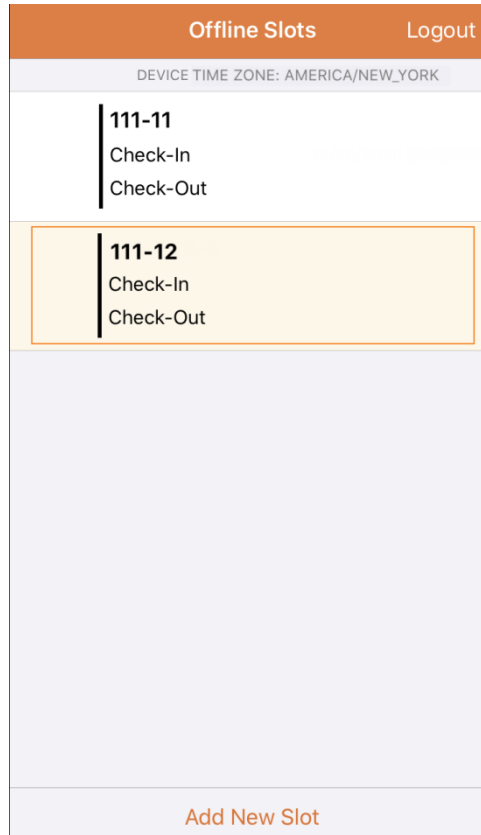 Offline Slots Logout
DEVICE TIME ZONE: AMERICA/NEW_YORK
111-11
Check-In
Check-Out
111-12
Check-In
Check-Out
Add New Slot